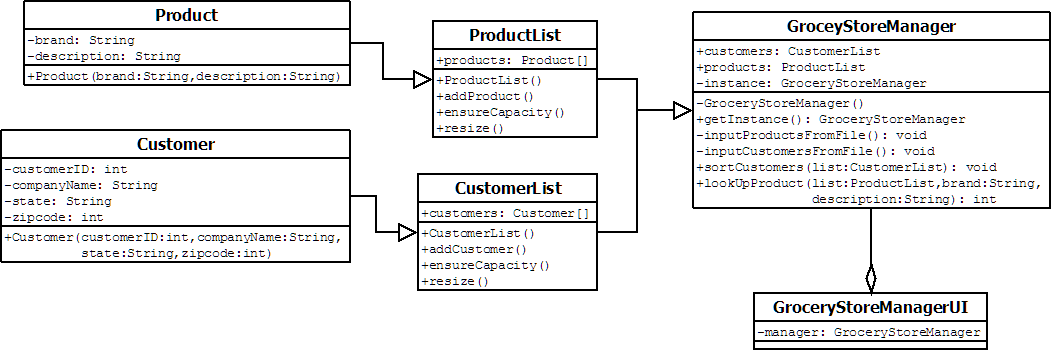 Product
-brand: String
-description: String
+Product(brand:String,description:String)
Customer
-customerID: int
-companyName: String
-state: String
-zipcode: int
+Customer(customerID:int,companyName:String,
state:String,zipcode:int)
ProductList
+products: Product[]
+ProductList()
+addProduct()
+ensureCapacity()
+resize()
CustomerList
+customers: Customer[]
+CustomerList()
+addCustomer()
+ensureCapacity()
+resize()
GroceyStoreManager
+customers: CustomerList
+products: ProductList
-instance: GroceryStoreManager
-GroceryStoreManager()
+getInstance(): GroceryStoreManager
-inputProductsFromFile(): void
-inputCustomersFromFile(): void
+sortCustomers(list:CustomerList): void
+lookUpProduct(list:ProductList,brand:String,
description:String): int
GroceryStoreManagerUI
-manager: GroceryStoreManager